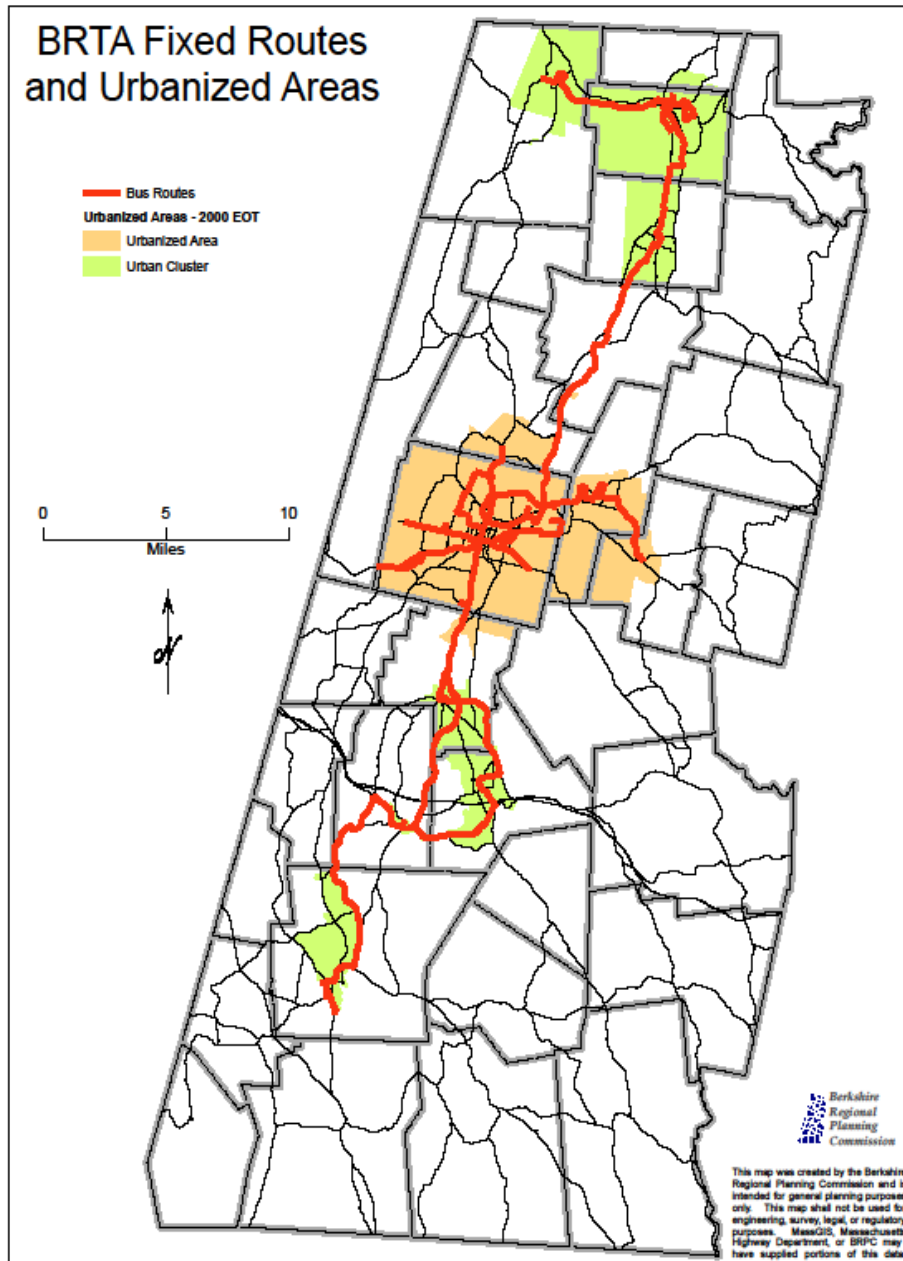 BRTA Fixed Routes
and Urbanized Areas
Bus Routes
Urbanized Areas - 2000 EOT
Urbanized Area
Urban Cluster
0 5 10
Miles
N
Berkshire
Regional
Planning
Commission
This map was created by the Berkshire
Regional Planning Commission and is
intended for general planning purposes
only. This map shall not be used for
engineering, survey, legal, or regulatory
purposes. MassGIS, Massachusetts
Highway Department, or BRPC may
have supplied portions of this data